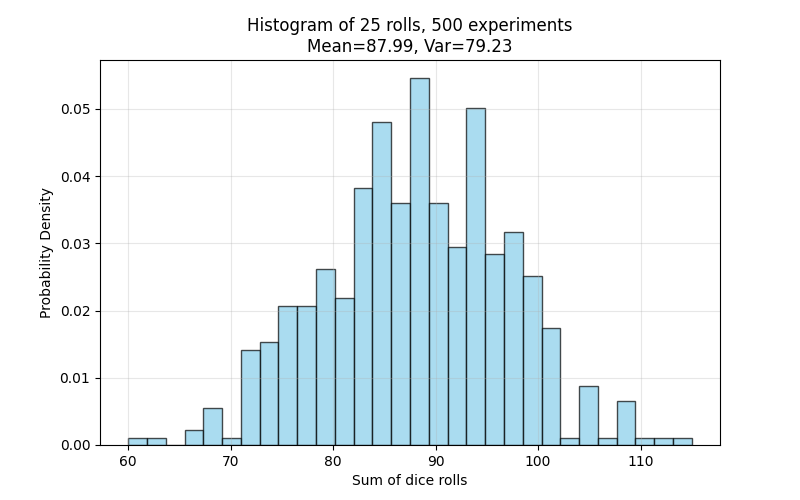 Histogram of 25 rolls, 500 experiments
Mean=87.99, Var=79.23
0.05
0.04
0.03
0.02
0.01
0.00
Probability Density
60 70 80 90 100 110
Sum of dice rolls